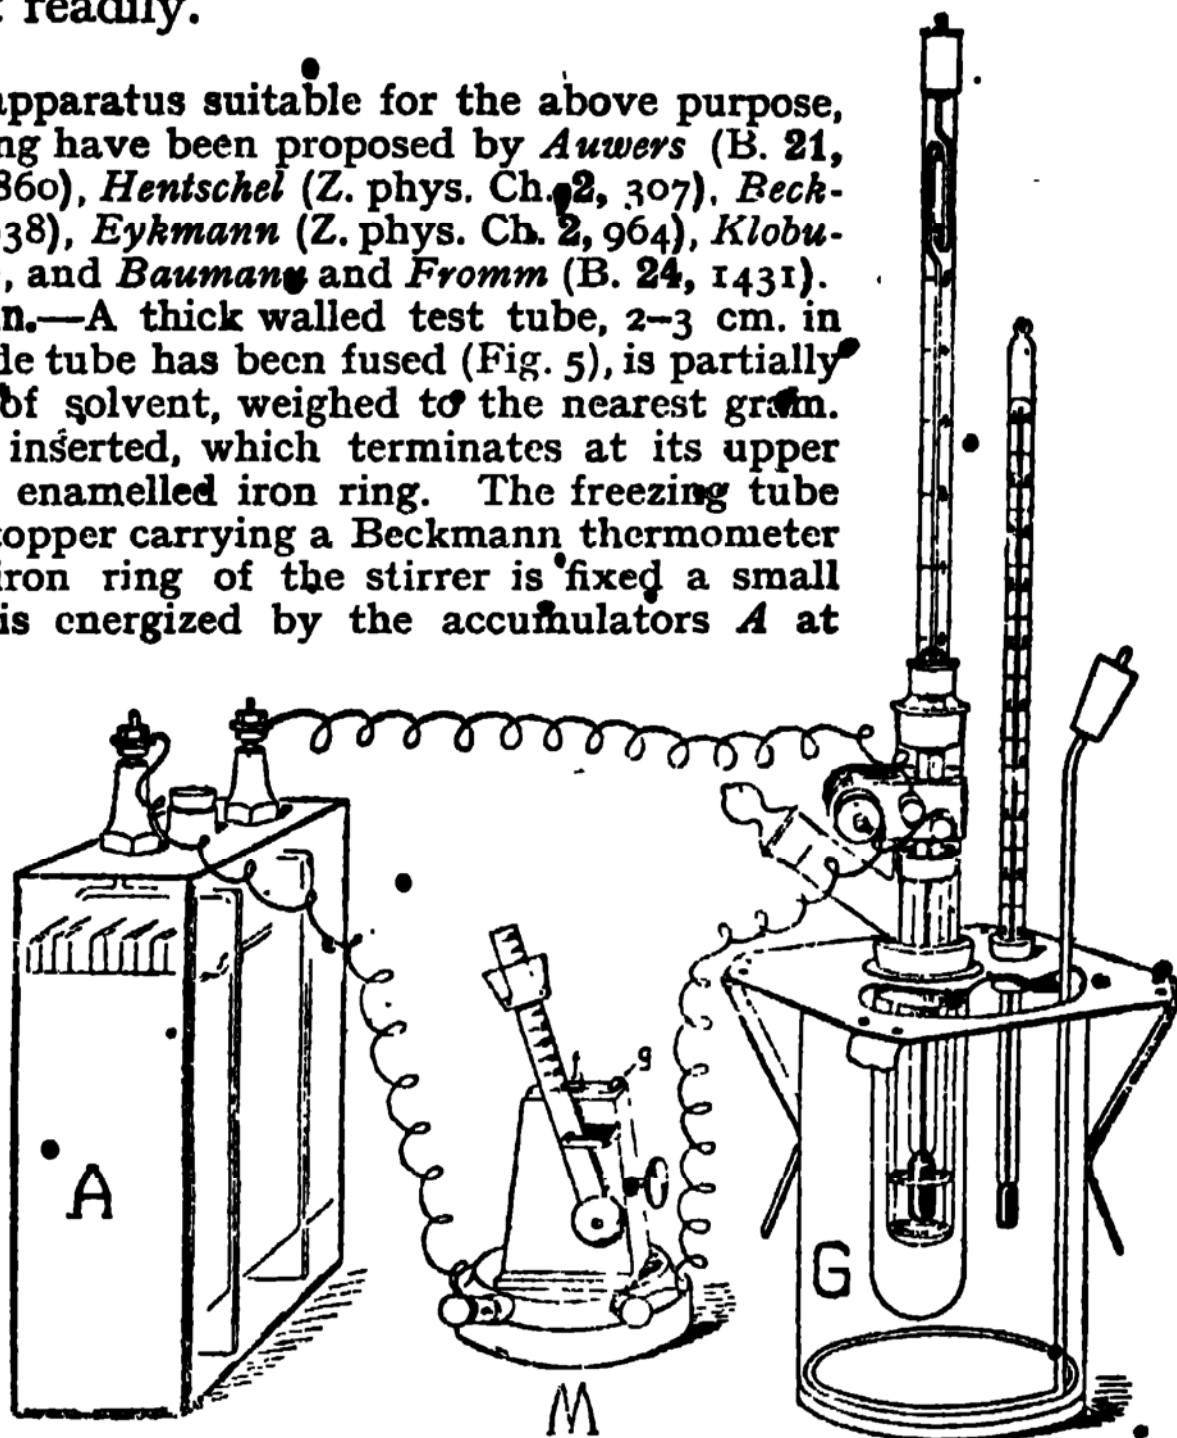 readily.
apparatus suitable for the above purpose,
ng have been proposed by Auwers (B. 21,
860), Hentschel (Z. phys. Ch. 2, 307), Beck-
38), Eykmann (Z. phys. Ch. 2, 964), Klobu-
, and Baumann and Fromm (B. 24, 1431).
n.—A thick walled test tube, 2–3 cm. in
de tube has been fused (Fig. 5), is partially
of solvent, weighed to the nearest gram.
inserted, which terminates at its upper
enamelled iron ring. The freezing tube
topper carrying a Beckmann thermometer
iron ring of the stirrer is fixed a small
is energized by the accumulators A at
g
A
G
M